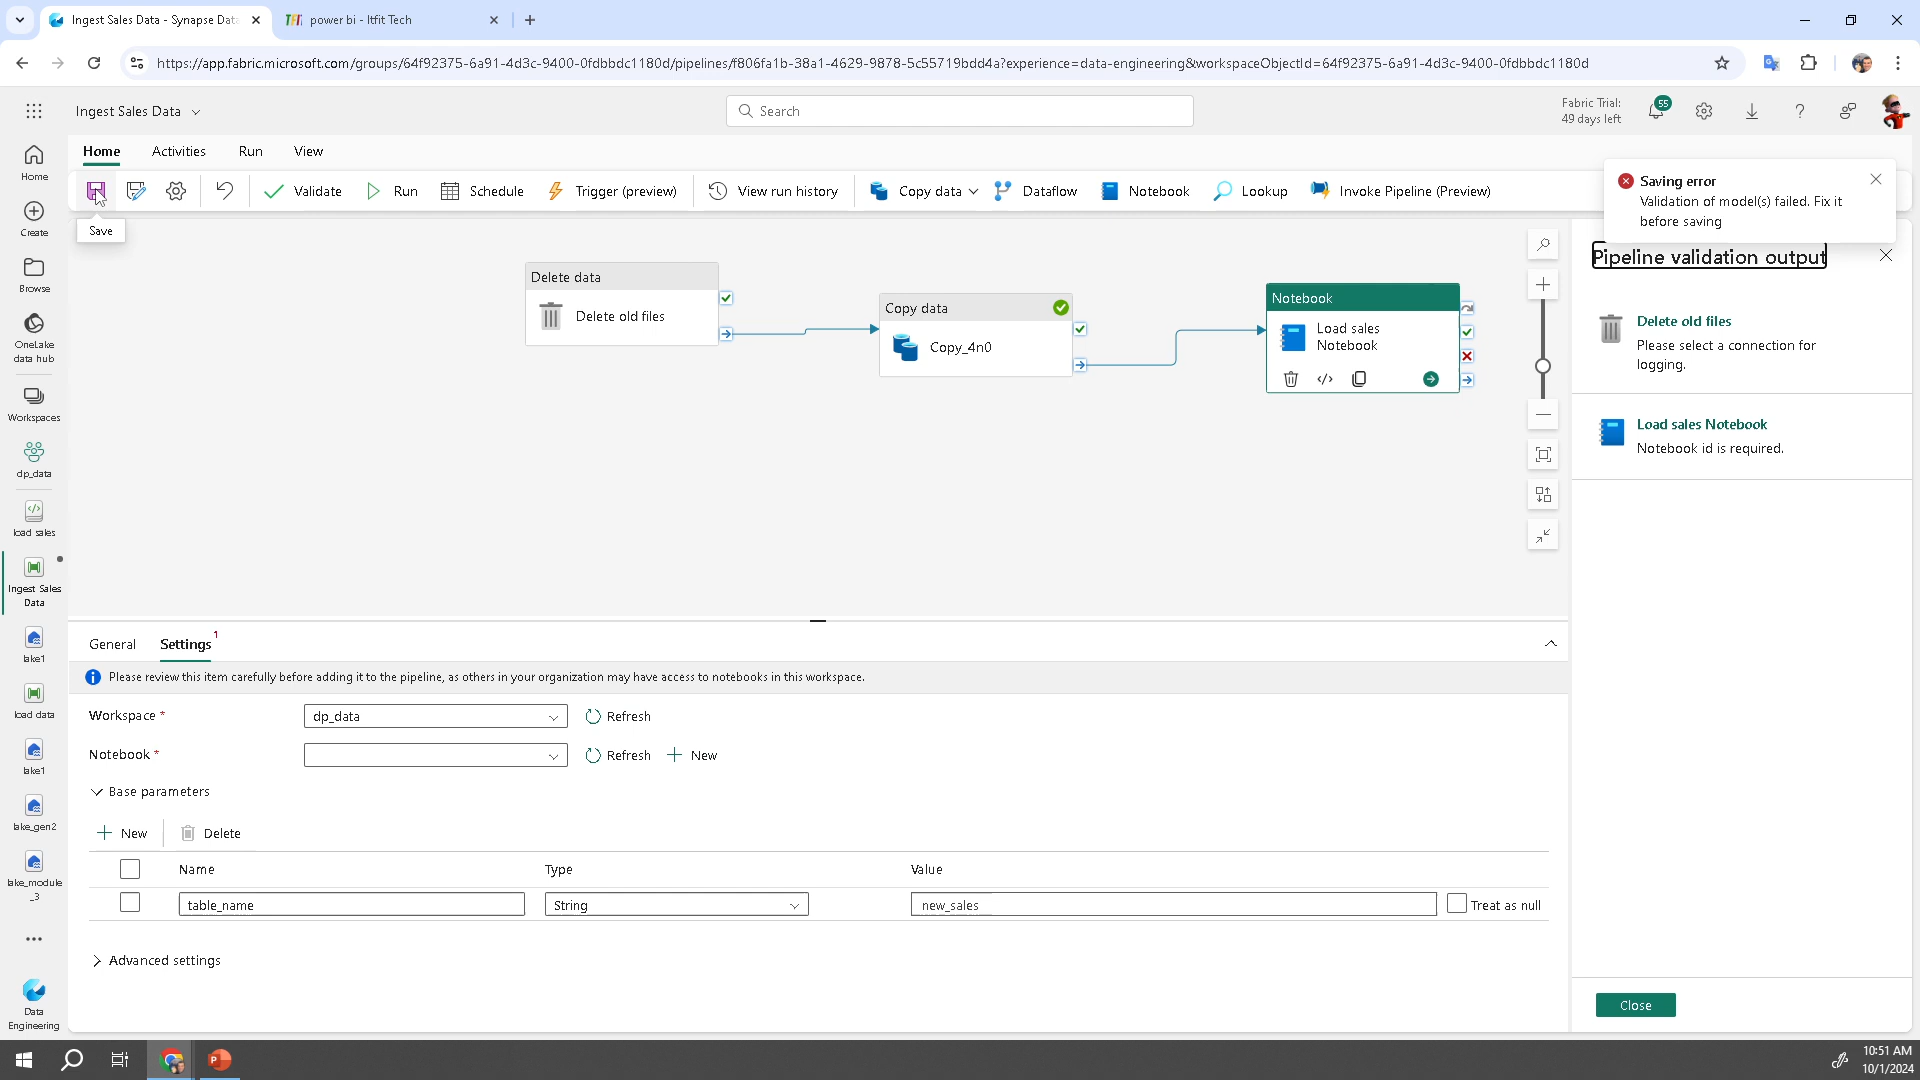 Ingest Sales Data - Synapse Dat
power bi - Itfit Tech
https://app.fabric.microsoft.com/groups/64f92375-6a91-4d3c-9400-0fdbbdc1180d/pipelines/f806fa1b-38a1-4629-9878-5c55719bdd4a?experience=data-engineering&workspaceObjectId=64f92375-6a91-4d3c-9400-0fdbbdc1180d
Ingest Sales Data
Search
Fabric Trial:
49 days left
55
Home
Activities
Run
View
Validate
Run
Schedule
Trigger (preview)
View run history
Copy data
Dataflow
Notebook
Lookup
Invoke Pipeline (Preview)
Save
Saving error
Validation of model(s) failed. Fix it
before saving
Home
Create
Browse
OneLake
data hub
Workspaces
dp_data
load sales
Ingest Sales
Data
lake1
load data
lake1
lake_gen2
lake_module
_3
Data
Engineering
Delete data
Delete old files
Copy data
Copy_4n0
Notebook
Load sales
Notebook
Pipeline validation output
Delete old files
Please select a connection for
logging.
Load sales Notebook
Notebook id is required.
Close
General
Settings
1
Please review this item carefully before adding it to the pipeline, as others in your organization may have access to notebooks in this workspace.
Workspace *
dp_data
Refresh
Notebook *
Refresh
New
Base parameters
New
Delete
Name
Type
Value
table_name
String
new_sales
Treat as null
Advanced settings
10:51 AM
10/1/2024